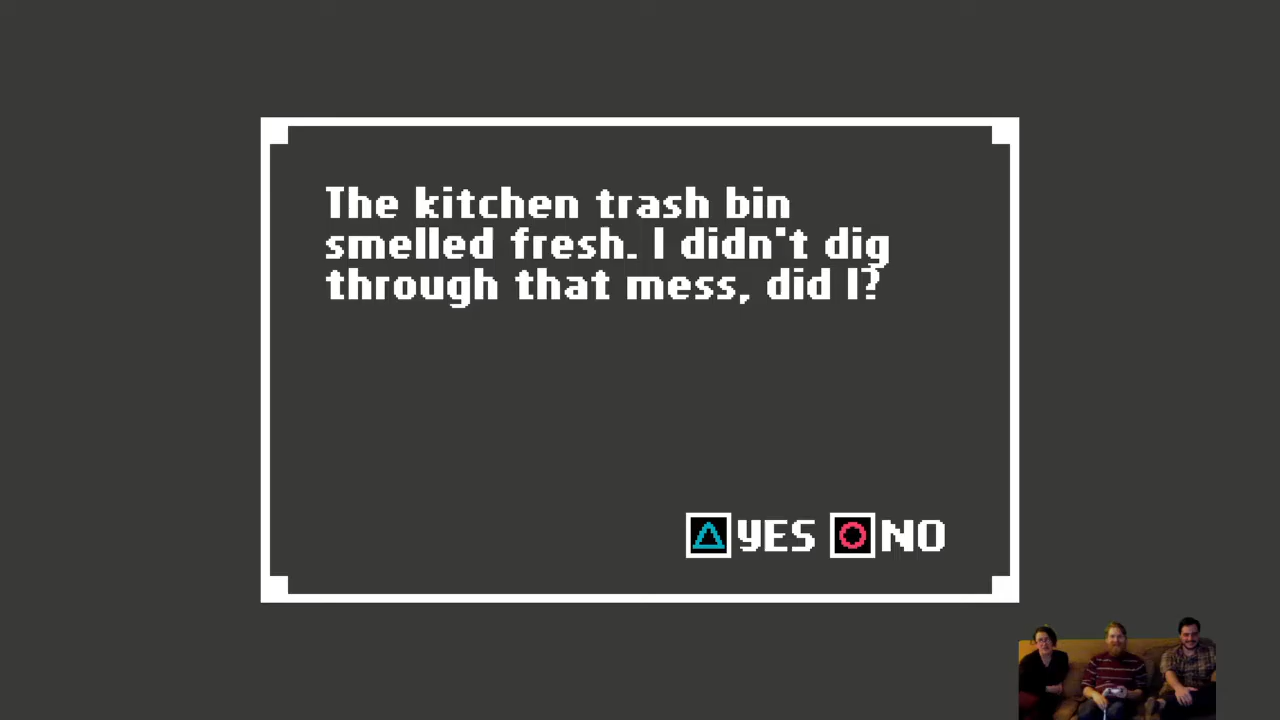 The kitchen trash bin
smelled fresh. I didn't dig
through that mess, did I?
YES NO